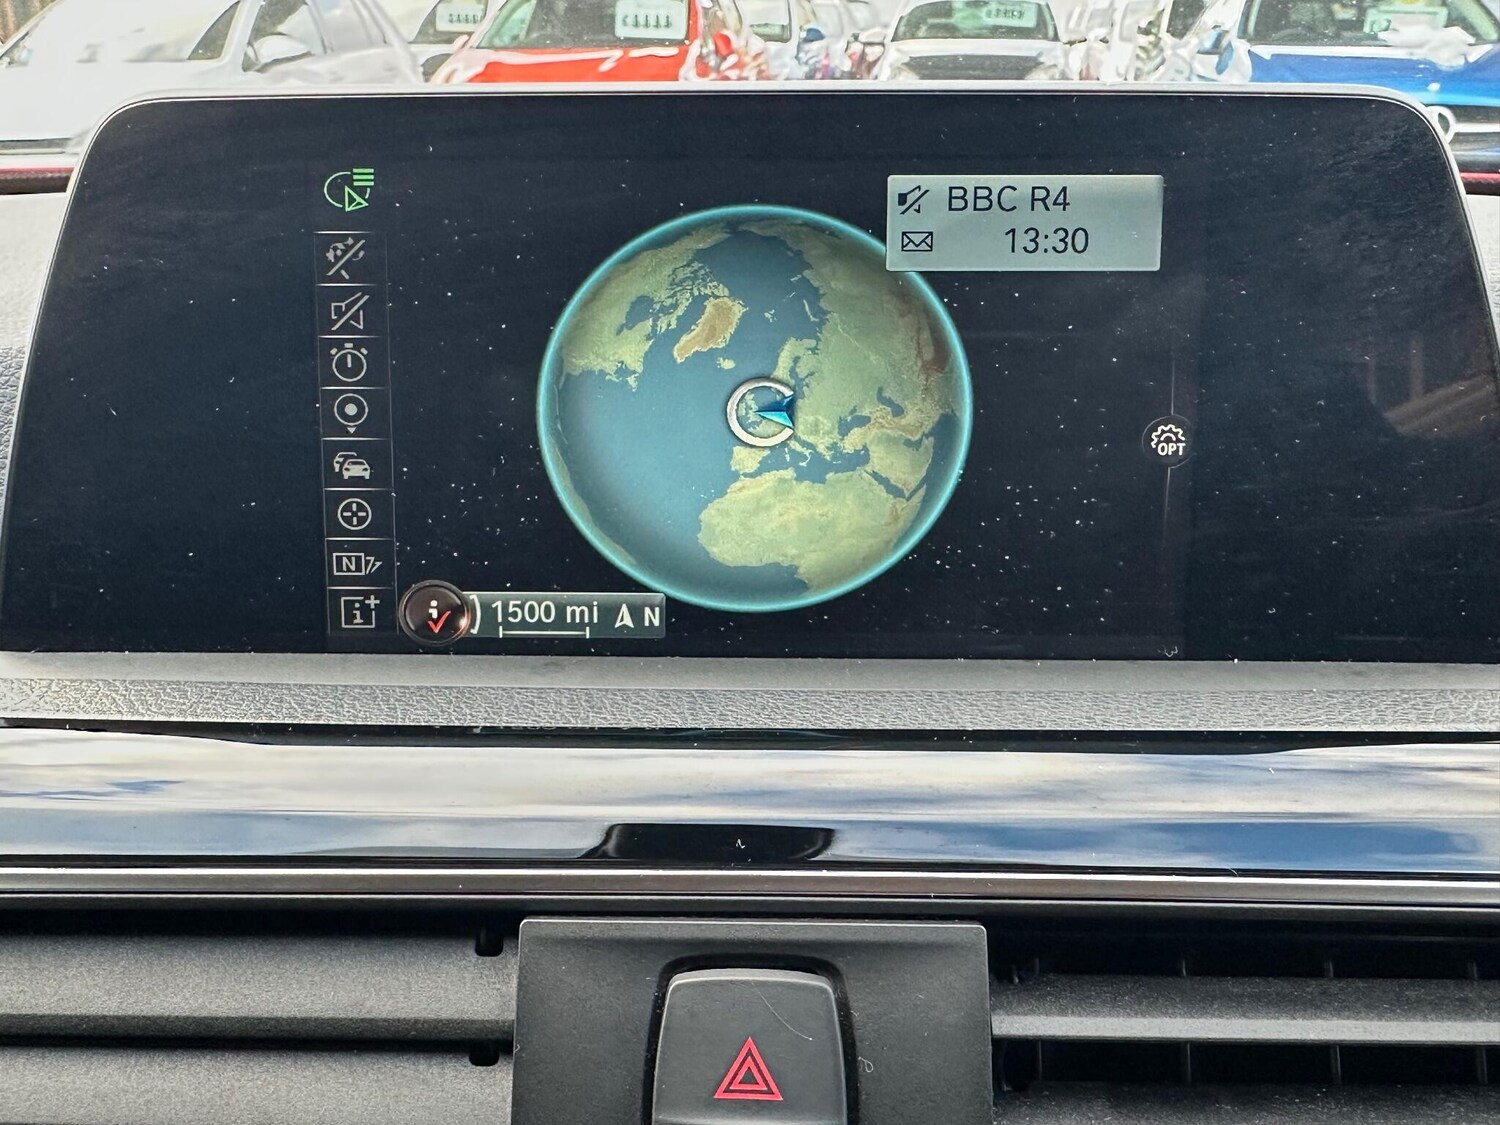 BBC R4
13:30
OPT
N
i+
i
1500 mi N